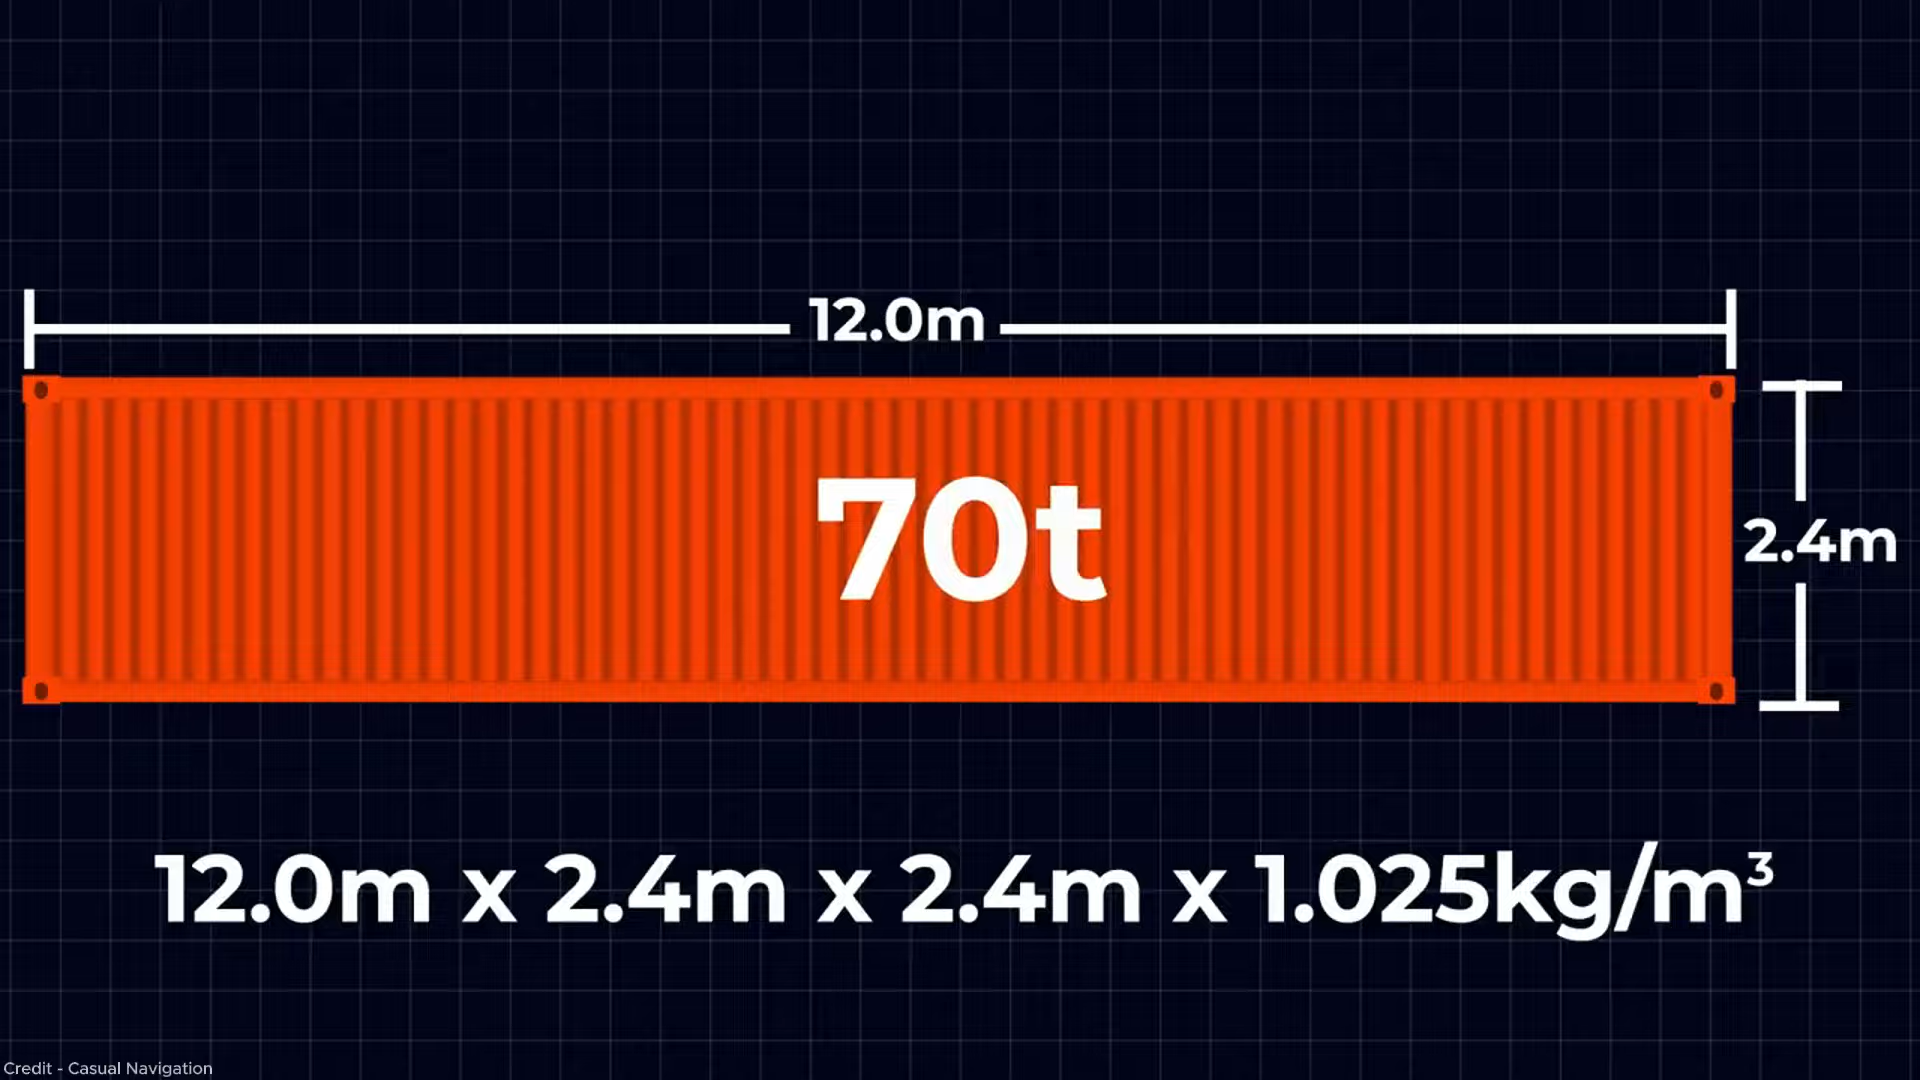 12.0m
70t
2.4m
12.0m x 2.4m x 2.4m x 1.025kg/m³
Credit - Casual Navigation